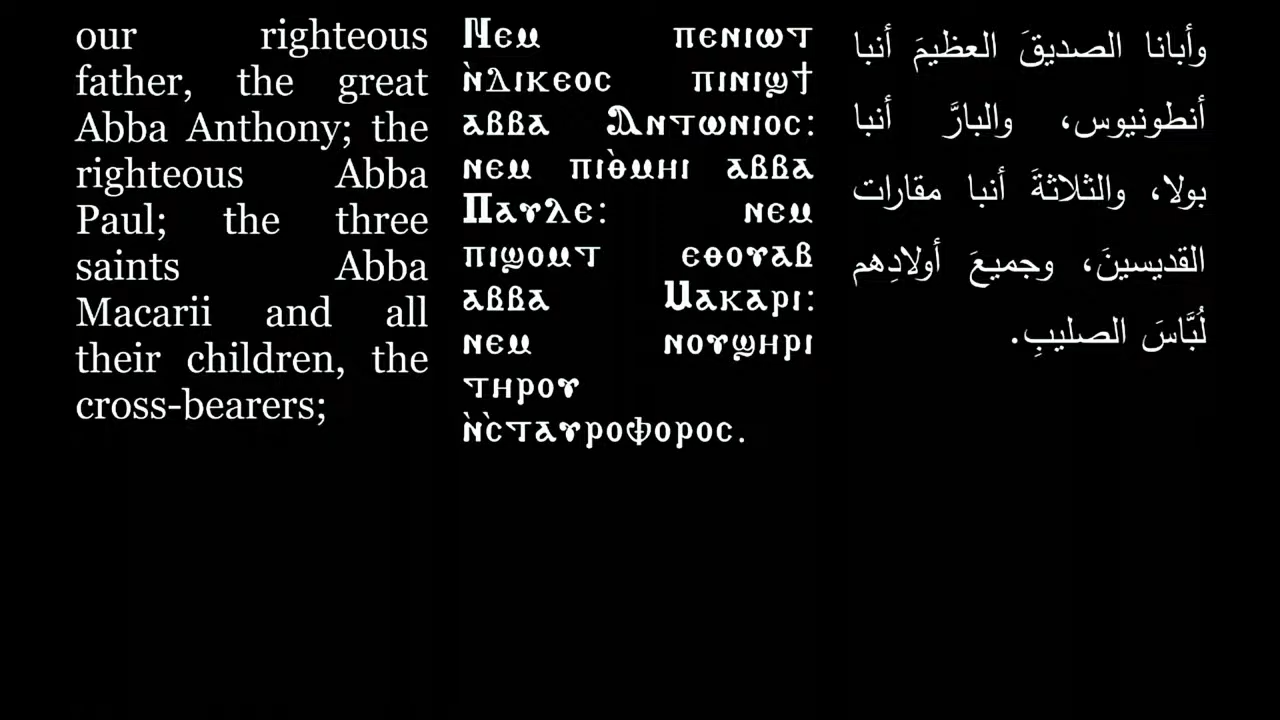 our righteous
father, the great
Abba Anthony; the
righteous Abba
Paul; the three
saints Abba
Macarii and all
their children, the
cross-bearers;
Ⲛⲉⲙ ⲡⲉⲛⲓⲱⲧ
ⲛ̀ⲇⲓⲕⲉⲟⲥ ⲡⲓⲛⲓϣϯ
ⲁⲃⲃⲁ Ⲁⲛⲧⲱⲛⲓⲟⲥ:
ⲛⲉⲙ ⲡⲓⲑ̀ⲙⲏⲓ ⲁⲃⲃⲁ
Ⲡⲁⲩⲗⲉ: ⲛⲉⲙ
ⲡⲓϣⲟⲙⲧ ⲉⲑⲟⲩⲁⲃ
ⲁⲃⲃⲁ Ⲙⲁⲕⲁⲣⲓ:
ⲛⲉⲙ ⲛⲟⲩϣⲏⲣⲓ
ⲧⲏⲣⲟⲩ
ⲛ̀ⲥ̀ⲧⲁⲩⲣⲟⲫⲟⲣⲟⲥ.
وأبانا الصديقَ العظيمَ أنبا
أنطونيوس، والبارَّ أنبا
بولا، والثلاثةَ أنبا مقارات
القديسينَ، وجميعَ أولادِهم
لُبَّاسَ الصليبِ.